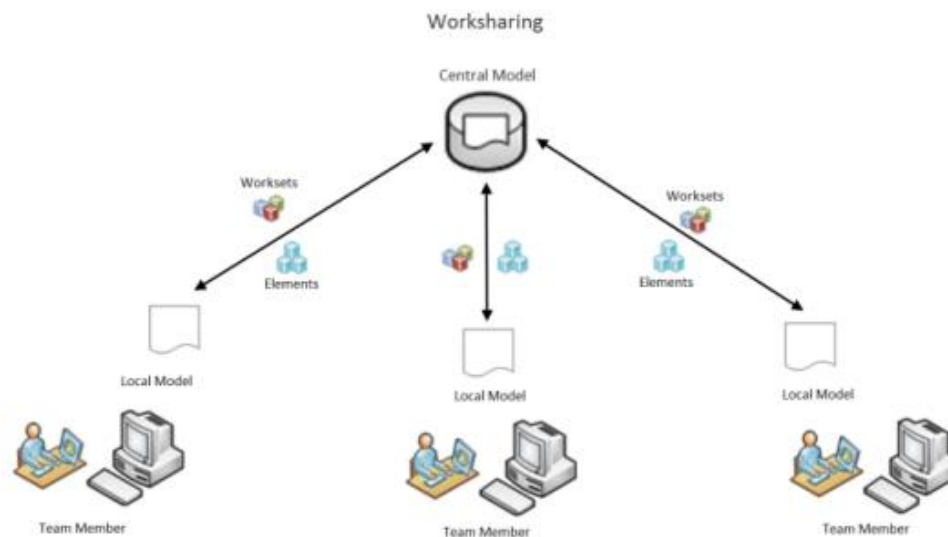 Worksharing
Central Model
Worksets
Worksets
Elements
Elements
Local Model
Local Model
Local Model
Team Member
Team Member
Team Member